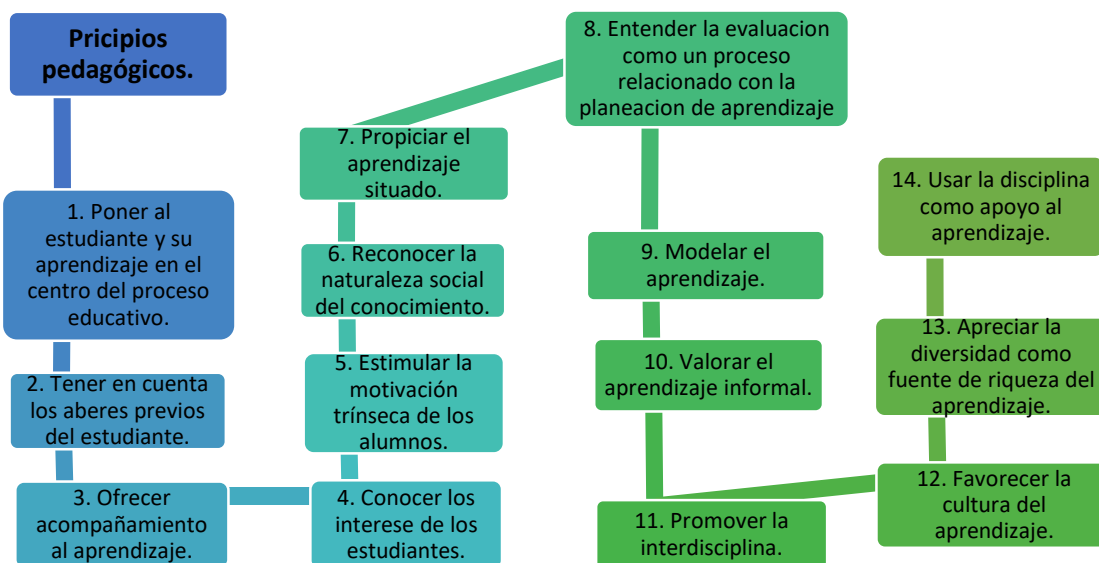 Pricipios
pedagógicos.
1. Poner al
estudiante y su
aprendizaje en el
centro del proceso
educativo.
2. Tener en cuenta
los aberes previos
del estudiante.
3. Ofrecer
acompañamiento
al aprendizaje.
4. Conocer los
interese de los
estudiantes.
5. Estimular la
motivación
trínseca de los
alumnos.
6. Reconocer la
naturaleza social
del conocimiento.
7. Propiciar el
aprendizaje
situado.
8. Entender la evaluacion
como un proceso
relacionado con la
planeacion de aprendizaje
9. Modelar el
aprendizaje.
10. Valorar el
aprendizaje informal.
11. Promover la
interdisciplina.
12. Favorecer la
cultura del
aprendizaje.
13. Apreciar la
diversidad como
fuente de riqueza del
aprendizaje.
14. Usar la disciplina
como apoyo al
aprendizaje.